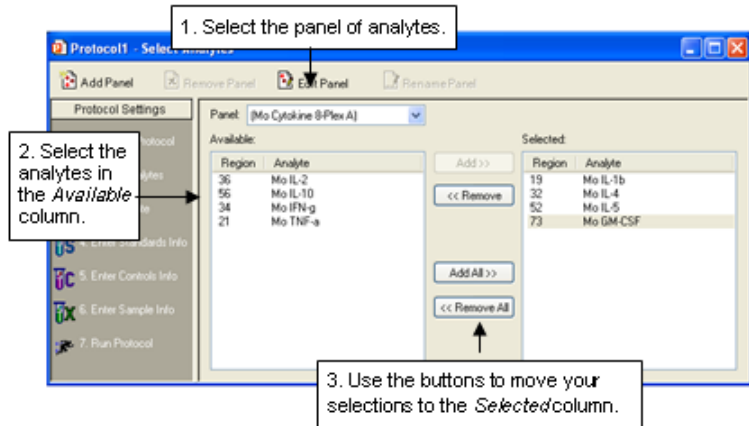 1. Select the panel of analytes.
Protocol1 - Select Analytes
Add Panel Remove Panel Edit Panel Rename Panel
Protocol Settings
Panel: (Mo Cytokine 8-Plex A)
2. Select the
analytes in
the Available
column.
4. Enter Standards Info
5. Enter Controls Info
6. Enter Sample Info
7. Run Protocol
Available:
Region Analyte
36 Mo IL-2
56 Mo IL-10
34 Mo IFN-g
21 Mo TNF-a
Add >>
<< Remove
Add All >>
<< Remove All
Selected:
Region Analyte
19 Mo IL-1b
32 Mo IL-4
52 Mo IL-5
73 Mo GM-CSF
3. Use the buttons to move your
selections to the Selected column.